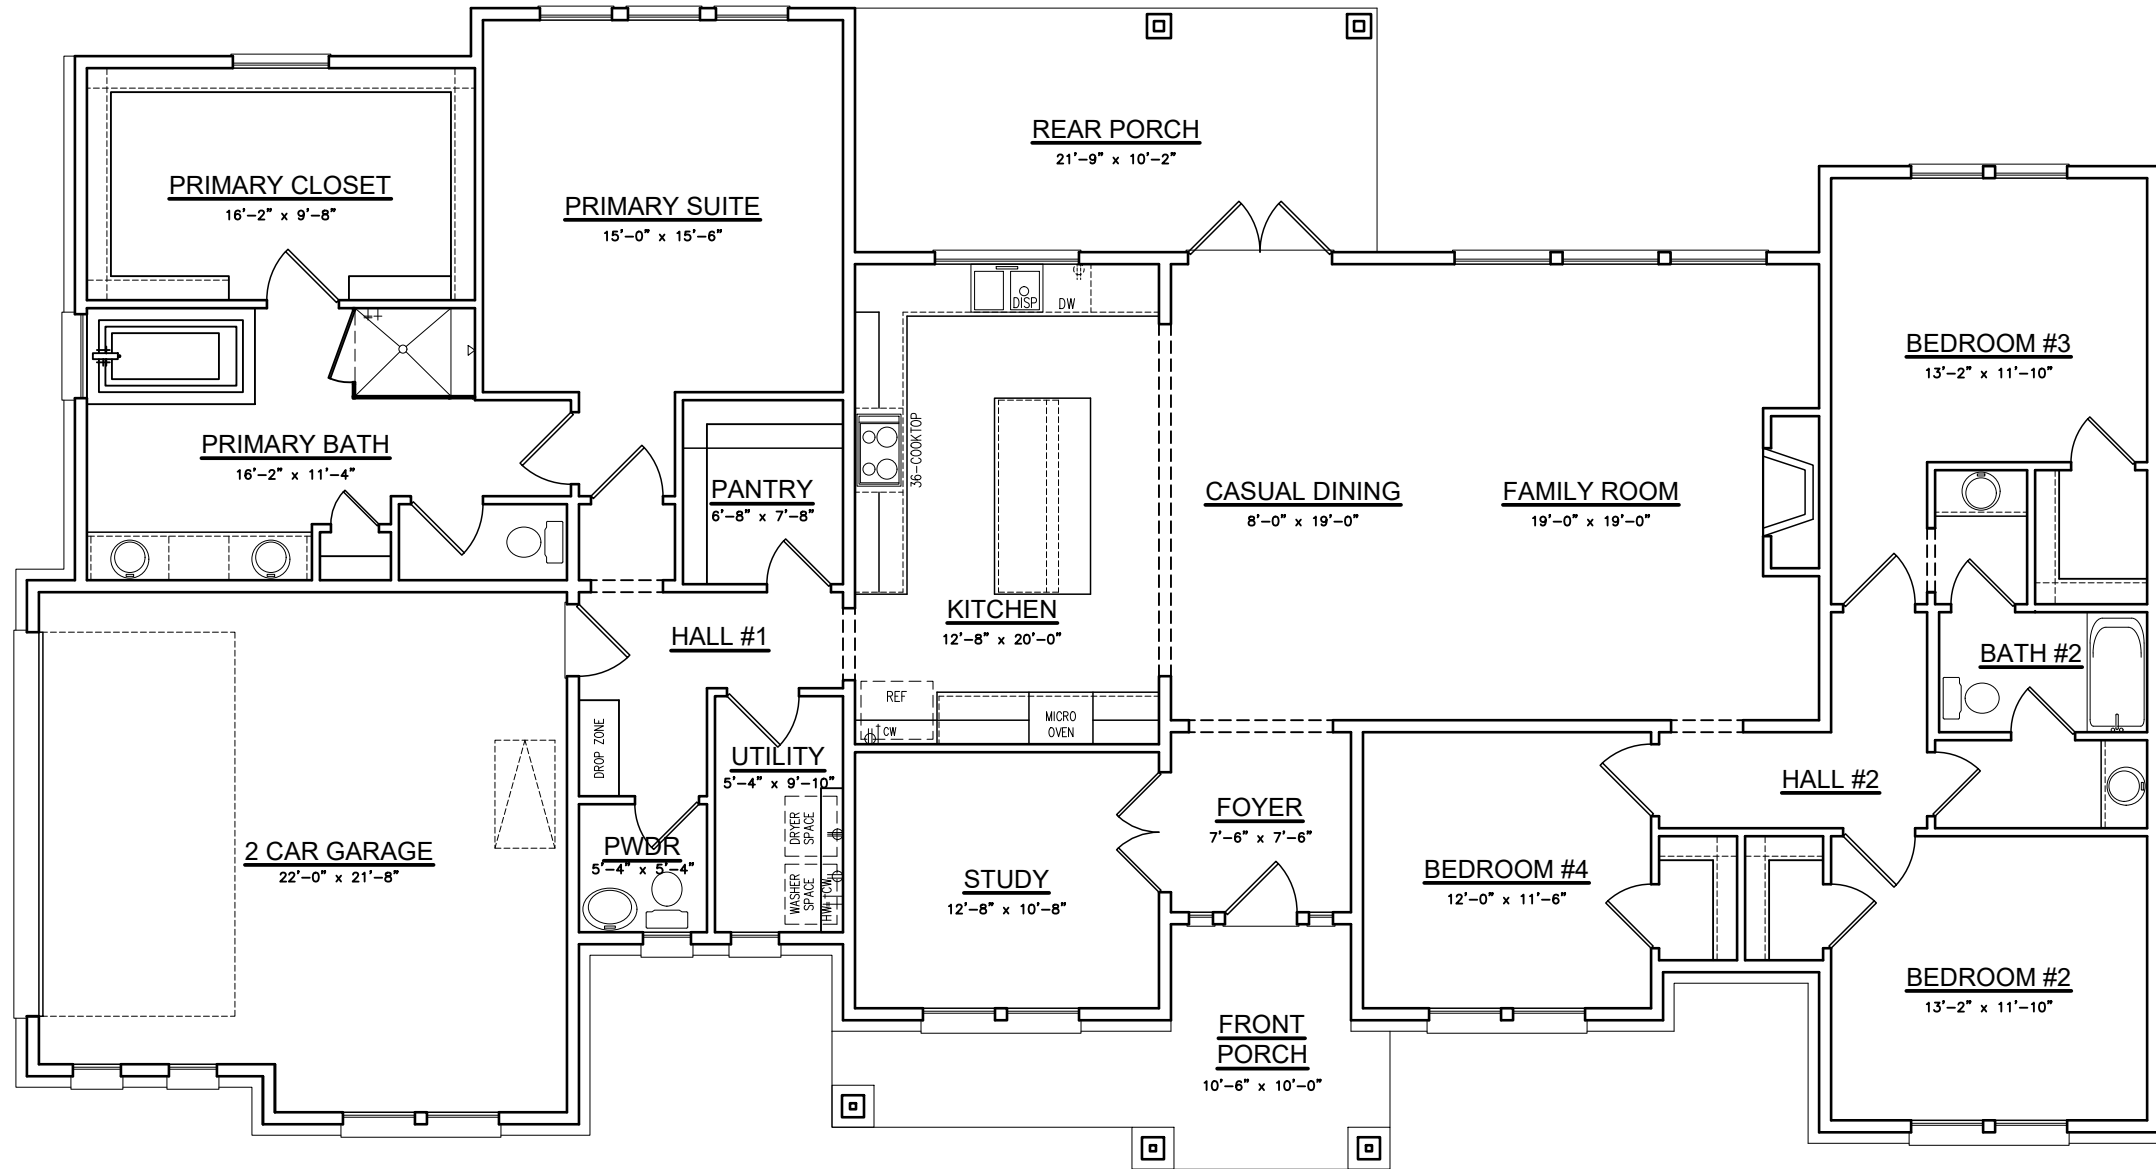 REAR PORCH
21'-9" x 10'-2"
PRIMARY CLOSET
16'-2" x 9'-8"
PRIMARY SUITE
15'-0" x 15'-6"
DISP
DW
BEDROOM #3
13'-2" x 11'-10"
PRIMARY BATH
16'-2" x 11'-4"
36-COOKTOP
PANTRY
6'-8" x 7'-8"
CASUAL DINING
8'-0" x 19'-0"
FAMILY ROOM
19'-0" x 19'-0"
KITCHEN
12'-8" x 20'-0"
HALL #1
BATH #2
REF
CW
MICRO
OVEN
DROP ZONE
UTILITY
5'-4" x 9'-10"
HALL #2
DRYER
SPACE
FOYER
7'-6" x 7'-6"
2 CAR GARAGE
22'-0" x 21'-8"
PWDR
5'-4" x 5'-4"
WASHER
SPACE
HW
CW
STUDY
12'-8" x 10'-8"
BEDROOM #4
12'-0" x 11'-6"
BEDROOM #2
13'-2" x 11'-10"
FRONT
PORCH
10'-6" x 10'-0"